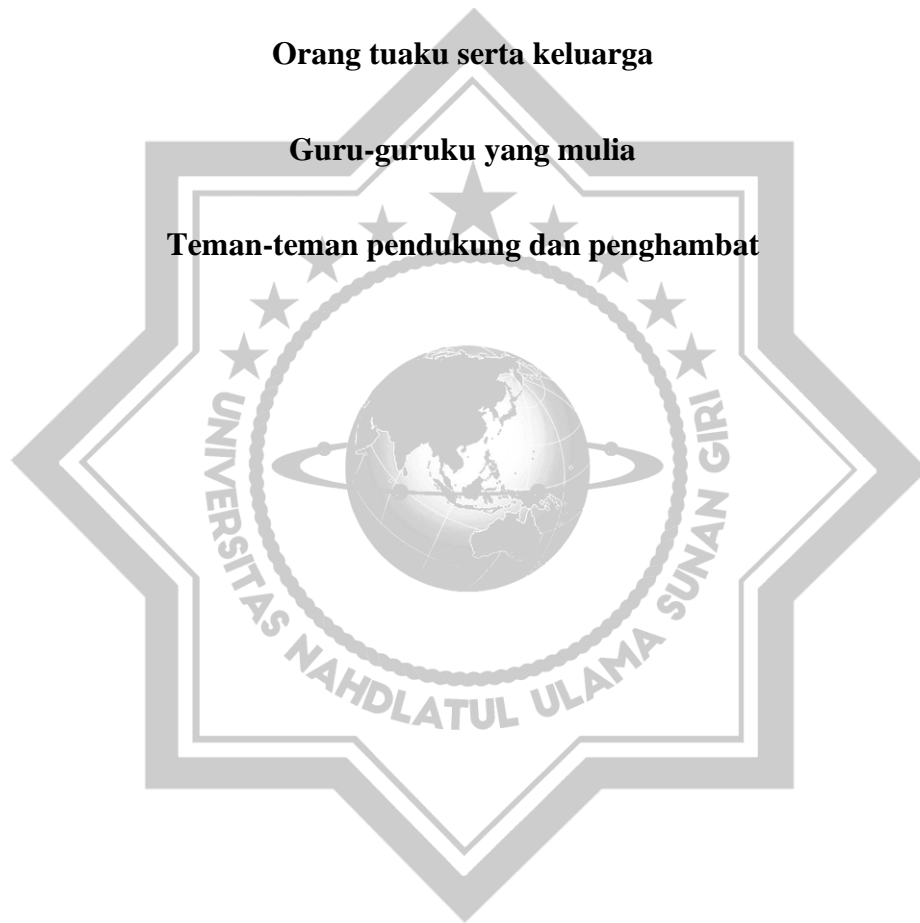 Orang tuaku serta keluarga
Guru-guruku yang mulia
Teman-teman pendukung dan penghambat
UNIVERSITAS NAHDLATUL ULAMA SUNAN GIRI